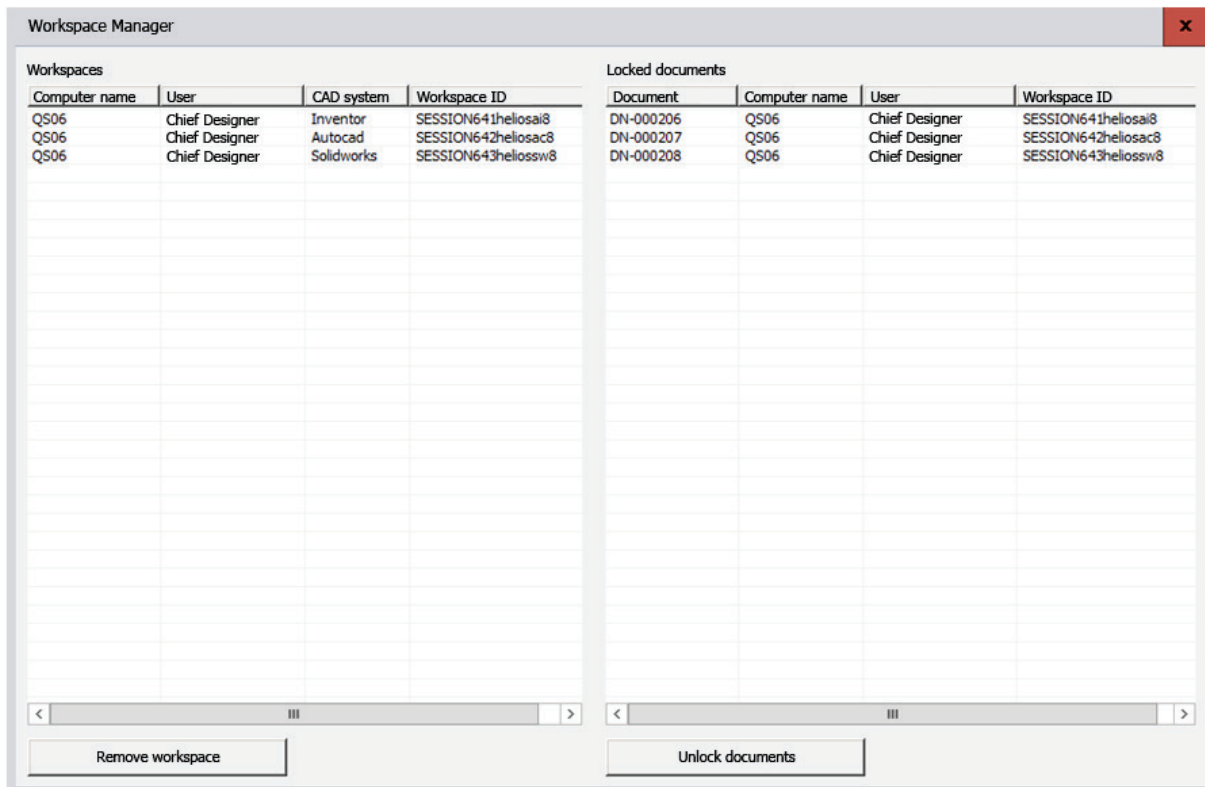 Workspace Manager
x
Workspaces
Computer name User CAD system Workspace ID
QS06 Chief Designer Inventor SESSION641heliosai8
QS06 Chief Designer Autocad SESSION642heliosac8
QS06 Chief Designer Solidworks SESSION643heliossw8
Remove workspace
Locked documents
Document Computer name User Workspace ID
DN-000206 QS06 Chief Designer SESSION641heliosai8
DN-000207 QS06 Chief Designer SESSION642heliosac8
DN-000208 QS06 Chief Designer SESSION643heliossw8
Unlock documents